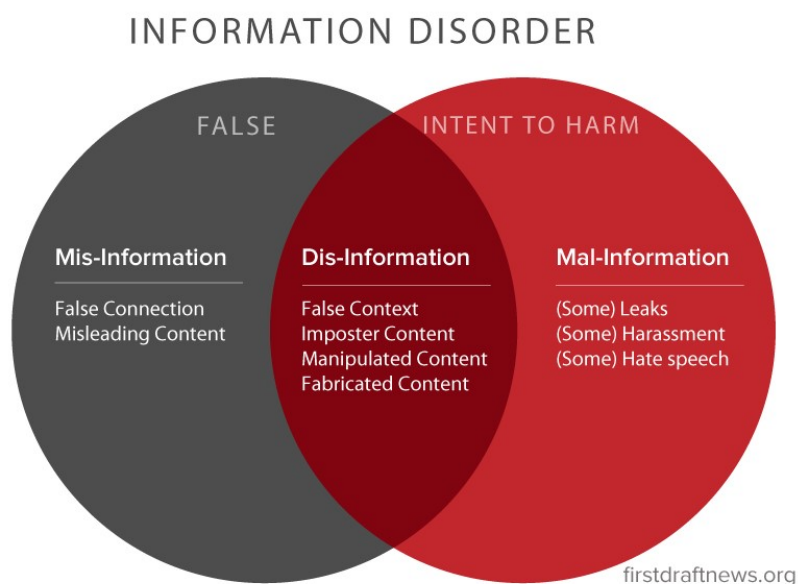 INFORMATION DISORDER
FALSE
INTENT TO HARM
Mis-Information
False Connection
Misleading Content
Dis-Information
False Context
Imposter Content
Manipulated Content
Fabricated Content
Mal-Information
(Some) Leaks
(Some) Harassment
(Some) Hate speech
firstdraftnews.org